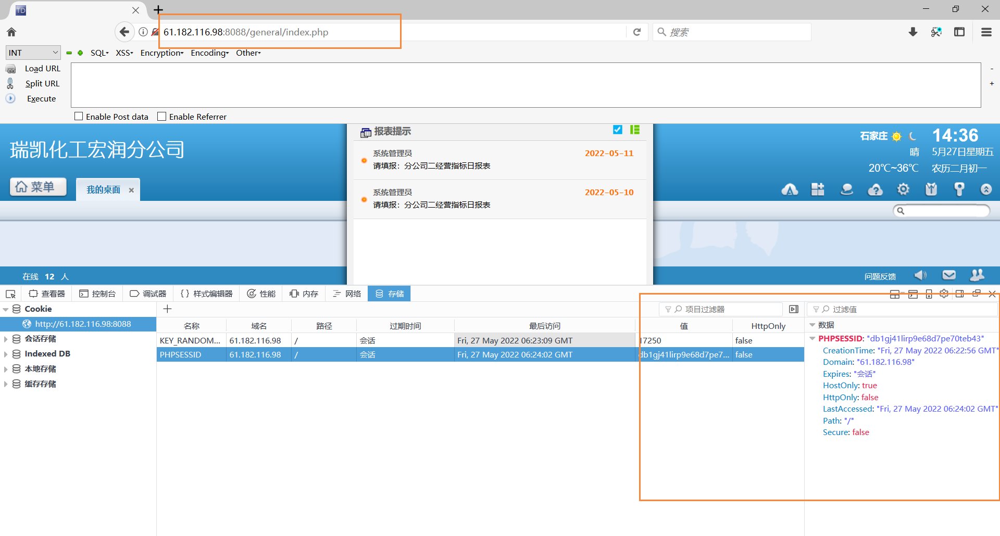 TD
61.182.116.98:8088/general/index.php
搜索
INT
SQL
XSS
Encryption
Encoding
Other
Load URL
Split URL
Execute
-
+
Enable Post data
Enable Referrer
瑞凯化工宏润分公司
菜单
我的桌面
报表提示
系统管理员
2022-05-11
请填报：分公司二经营指标日报表
系统管理员
2022-05-10
请填报：分公司二经营指标日报表
石家庄
14:36
晴
5月27日星期五
20℃~36℃
农历二月初一
在线 12 人
问题反馈
查看器
控制台
调试器
样式编辑器
性能
内存
网络
存储
Cookie
http://61.182.116.98:8088
会话存储
Indexed DB
本地存储
缓存存储
项目过滤器
名称 域名 路径 过期时间 最后访问 值 HttpOnly
KEY_RANDOM... 61.182.116.98 / 会话 Fri, 27 May 2022 06:23:09 GMT 17250 false
PHPSESSID 61.182.116.98 / 会话 Fri, 27 May 2022 06:24:02 GMT db1gj41lirp9e68d7pe7... false
过滤值
数据
PHPSESSID: "db1gj41lirp9e68d7pe70teb43"
CreationTime: "Fri, 27 May 2022 06:22:56 GMT"
Domain: "61.182.116.98"
Expires: "会话"
HostOnly: true
HttpOnly: false
LastAccessed: "Fri, 27 May 2022 06:24:02 GMT"
Path: "/"
Secure: false